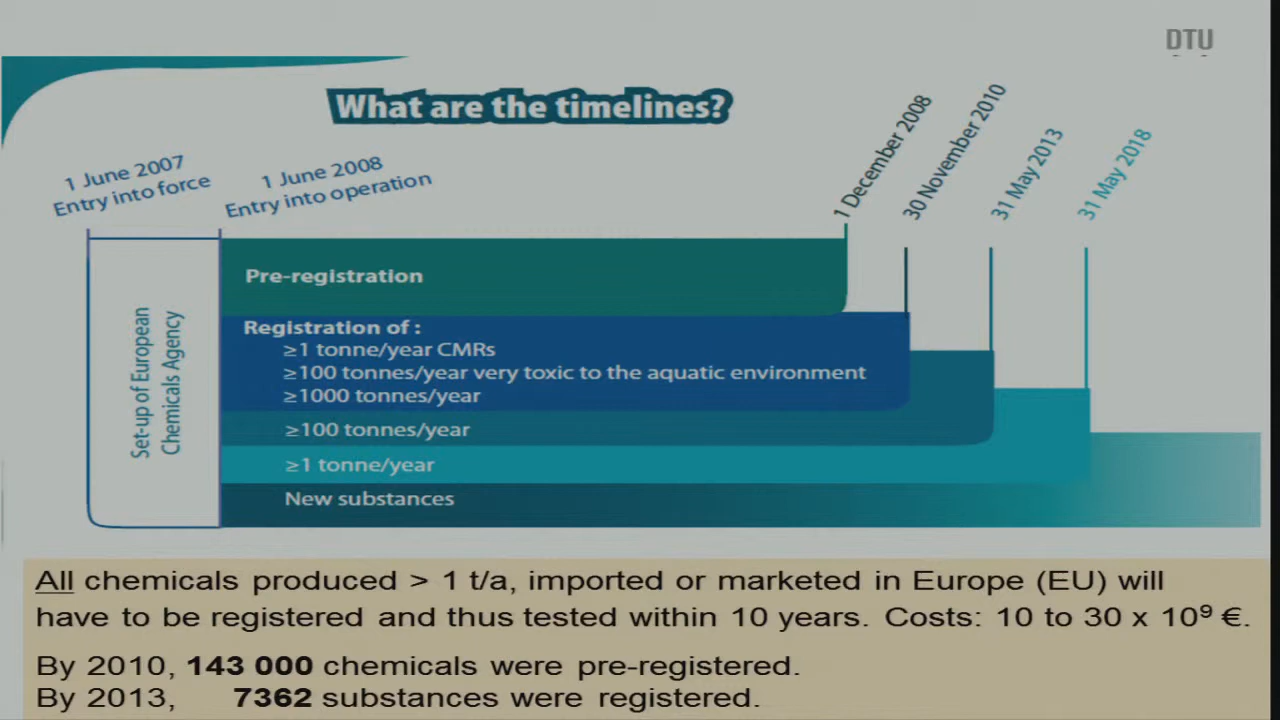 DTU
What are the timelines?
1 June 2007
Entry into force
1 June 2008
Entry into operation
1 December 2008
30 November 2010
31 May 2013
31 May 2018
Set-up of European
Chemicals Agency
Pre-registration
Registration of :
≥1 tonne/year CMRs
≥100 tonnes/year very toxic to the aquatic environment
≥1000 tonnes/year
≥100 tonnes/year
≥1 tonne/year
New substances
All chemicals produced > 1 t/a, imported or marketed in Europe (EU) will
have to be registered and thus tested within 10 years. Costs: 10 to 30 x 10⁹ €.
By 2010, 143 000 chemicals were pre-registered.
By 2013, 7362 substances were registered.